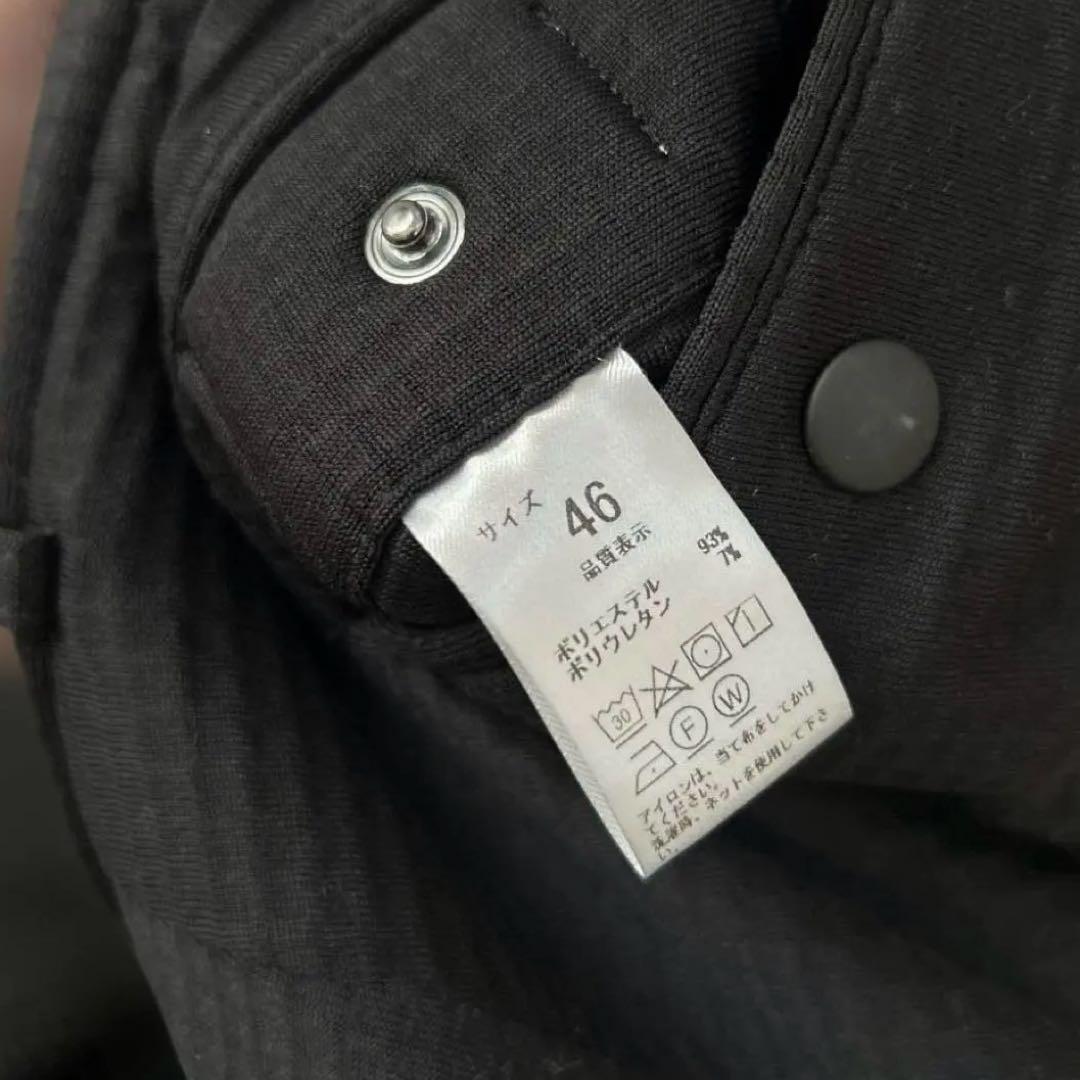 サイズ 46
品質表示
ポリエステル 93%
ポリウレタン 7%
30
F W
アイロンは、当て布をしてかけ
てください。
洗濯時、ネットを使用して下さ
い。